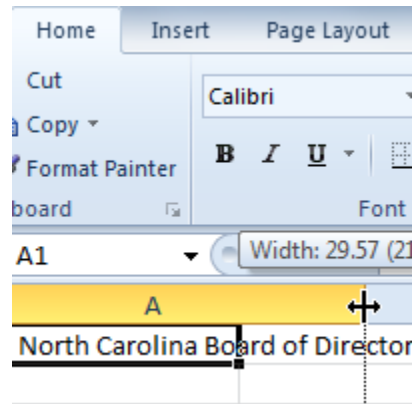 Home Insert Page Layout
Cut
Calibri
Copy
B I U
Format Painter
board Font
A1 Width: 29.57 (21
A
North Carolina Board of Director